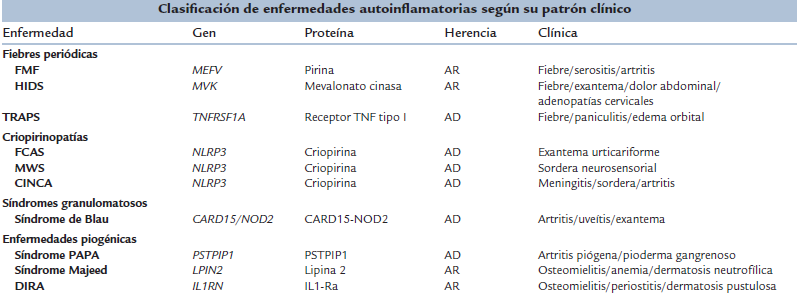 Clasificación de enfermedades autoinflamatorias según su patrón clínico
Enfermedad Gen Proteína Herencia Clínica
Fiebres periódicas
FMF MEFV Pirina AR Fiebre/serositis/artritis
HIDS MVK Mevalonato cinasa AR Fiebre/exantema/dolor abdominal/
adenopatías cervicales
TRAPS TNFRSF1A Receptor TNF tipo I AD Fiebre/paniculitis/edema orbital
Criopirinopatías
FCAS NLRP3 Criopirina AD Exantema urticariforme
MWS NLRP3 Criopirina AD Sordera neurosensorial
CINCA NLRP3 Criopirina AD Meningitis/sordera/artritis
Síndromes granulomatosos
Síndrome de Blau CARD15/NOD2 CARD15-NOD2 AD Artritis/uveítis/exantema
Enfermedades piogénicas
Síndrome PAPA PSTPIP1 PSTPIP1 AD Artritis piógena/pioderma gangrenoso
Síndrome Majeed LPIN2 Lipina 2 AR Osteomielitis/anemia/dermatosis neutrofílica
DIRA IL1RN IL1-Ra AR Osteomielitis/periostitis/dermatosis pustulosa